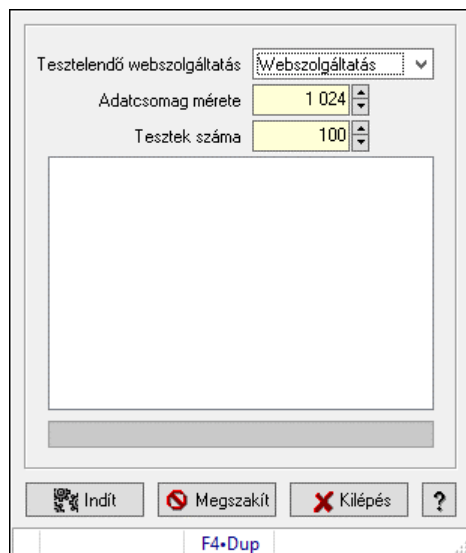 Tesztelendő webszolgáltatás Webszolgáltatás
Adatcsomag mérete 1 024
Tesztek száma 100
Indít Megszakít Kilépés ?
F4•Dup